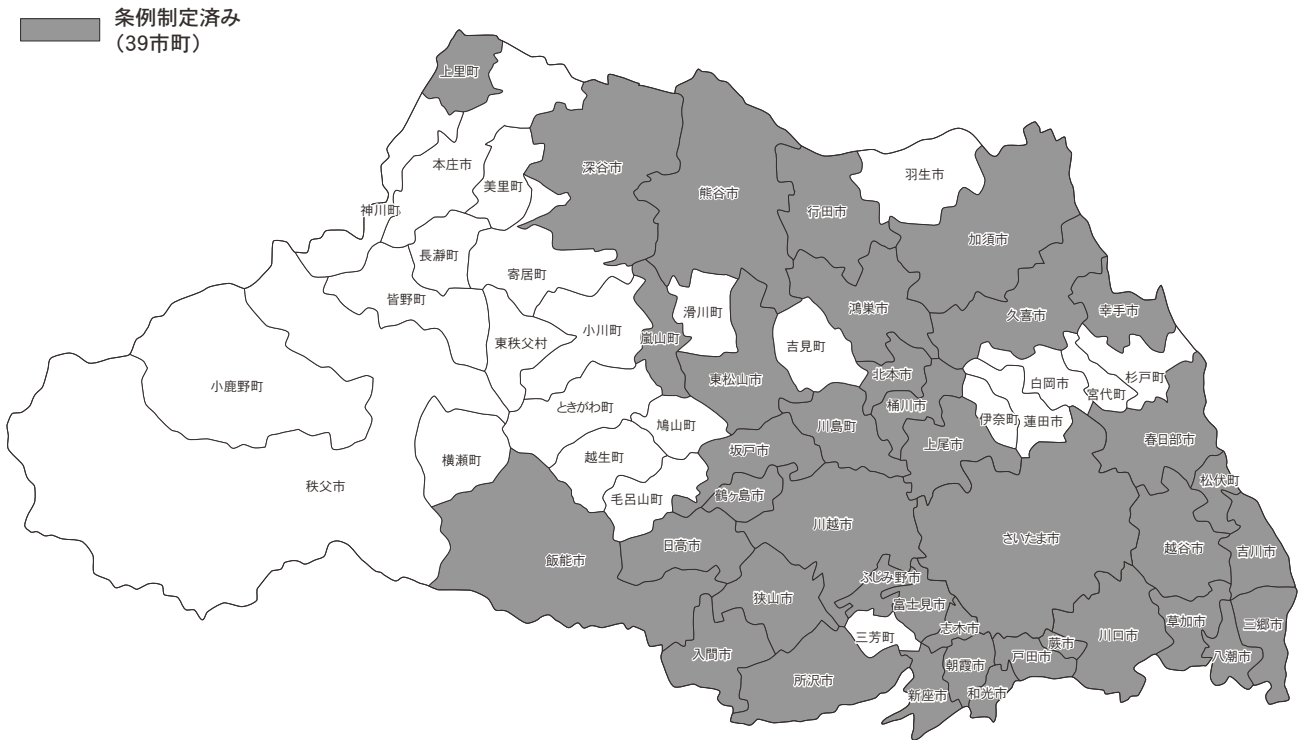 条例制定済み
（39市町）
上里町
本庄市
美里町
神川町
深谷市
熊谷市
行田市
羽生市
加須市
長瀞町
寄居町
皆野町
東秩父村
小川町
嵐山町
滑川町
吉見町
鴻巣市
久喜市
幸手市
小鹿野町
東松山市
北本市
桶川市
白岡市
宮代町
杉戸町
伊奈町
蓮田市
ときがわ町
鳩山町
川島町
上尾市
春日部市
横瀬町
越生町
坂戸市
松伏町
秩父市
毛呂山町
鶴ヶ島市
川越市
さいたま市
越谷市
吉川市
飯能市
日高市
ふじみ野市
狭山市
富士見市
志木市
三芳町
蕨市
川口市
草加市
三郷市
入間市
所沢市
朝霞市
戸田市
八潮市
新座市
和光市